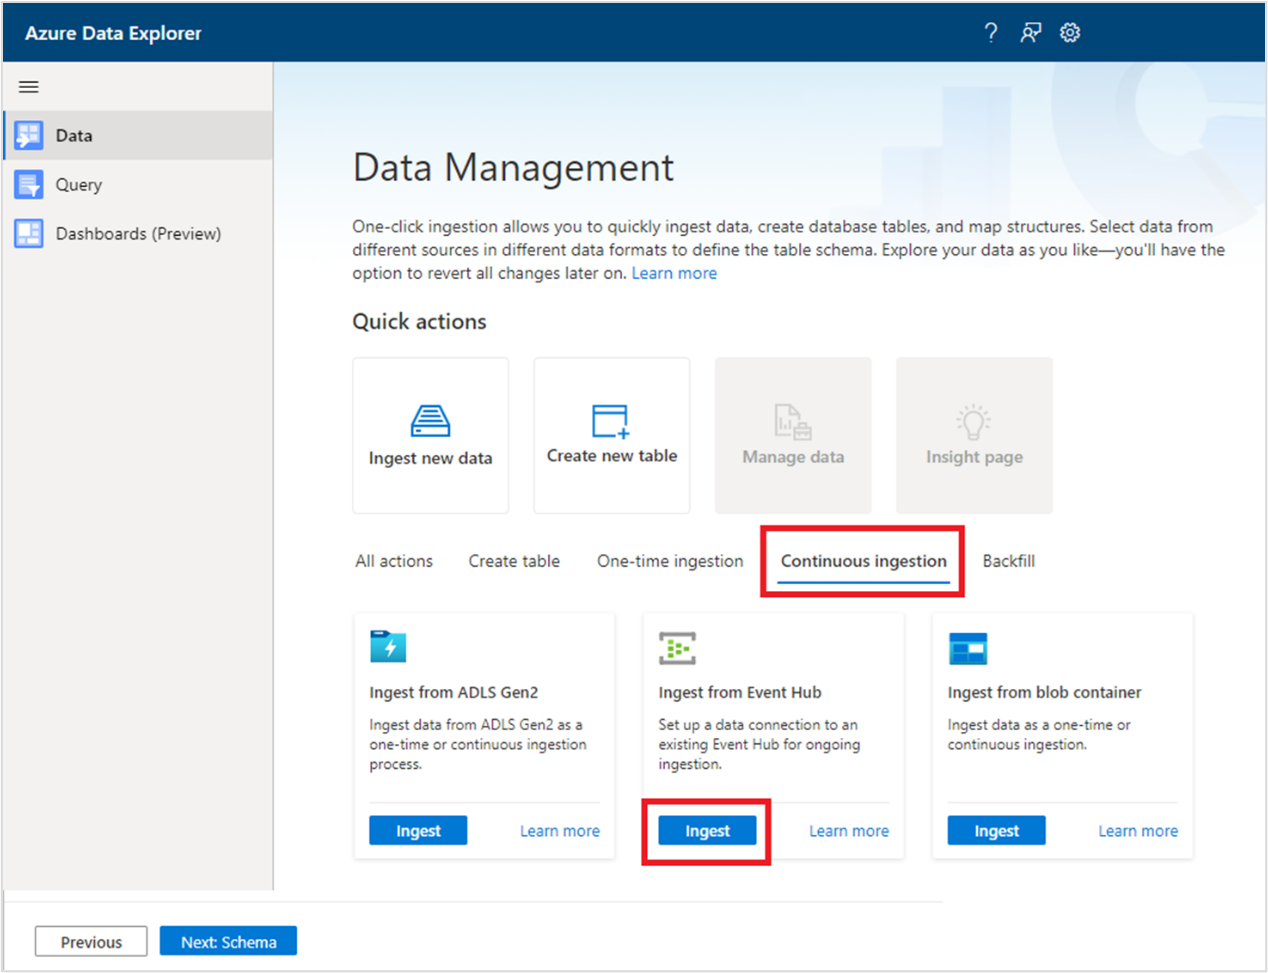 Azure Data Explorer
?
Data
Query
Dashboards (Preview)
Data Management
One-click ingestion allows you to quickly ingest data, create database tables, and map structures. Select data from
different sources in different data formats to define the table schema. Explore your data as you like—you'll have the
option to revert all changes later on. Learn more
Quick actions
Ingest new data
Create new table
Manage data
Insight page
All actions
Create table
One-time ingestion
Continuous ingestion
Backfill
Ingest from ADLS Gen2
Ingest data from ADLS Gen2 as a
one-time or continuous ingestion
process.
Ingest
Learn more
Ingest from Event Hub
Set up a data connection to an
existing Event Hub for ongoing
ingestion.
Ingest
Learn more
Ingest from blob container
Ingest data as a one-time or
continuous ingestion.
Ingest
Learn more
Previous
Next: Schema